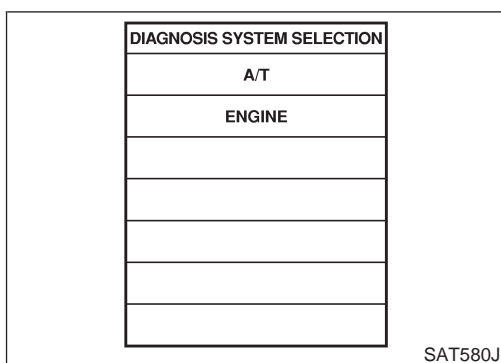 DIAGNOSIS SYSTEM SELECTION
A/T
ENGINE
SAT580J